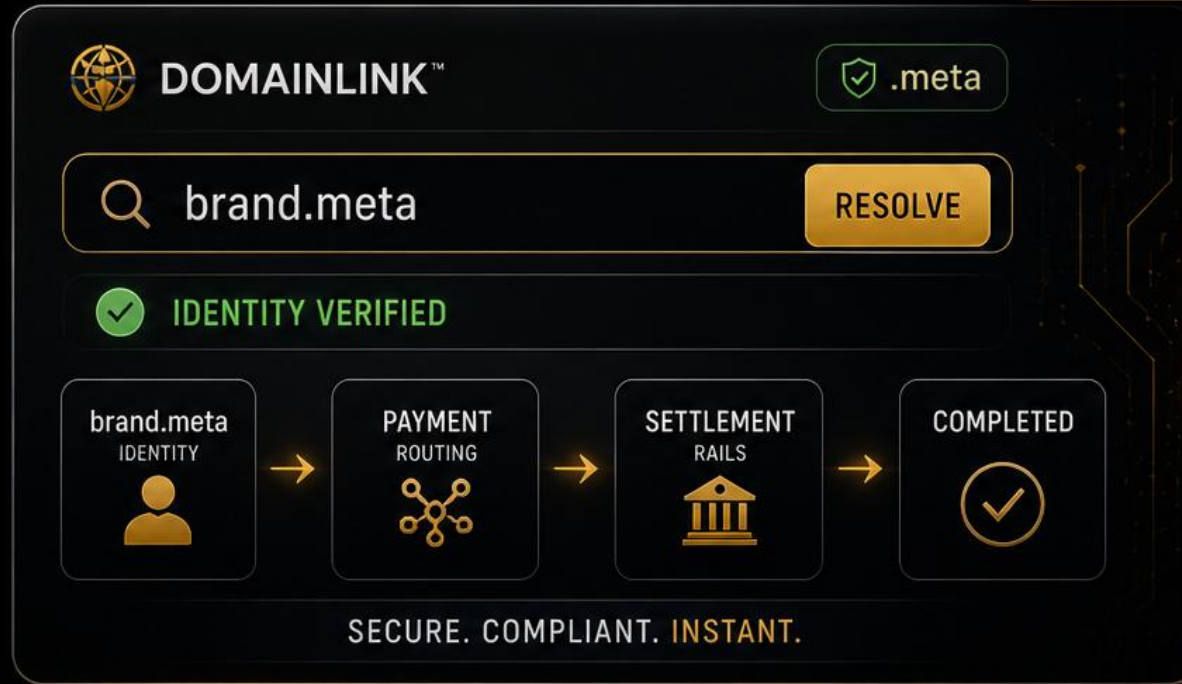 DOMAINLINK™
.meta
brand.meta
RESOLVE
IDENTITY VERIFIED
brand.meta
IDENTITY
PAYMENT
ROUTING
SETTLEMENT
RAILS
COMPLETED
SECURE. COMPLIANT. INSTANT.